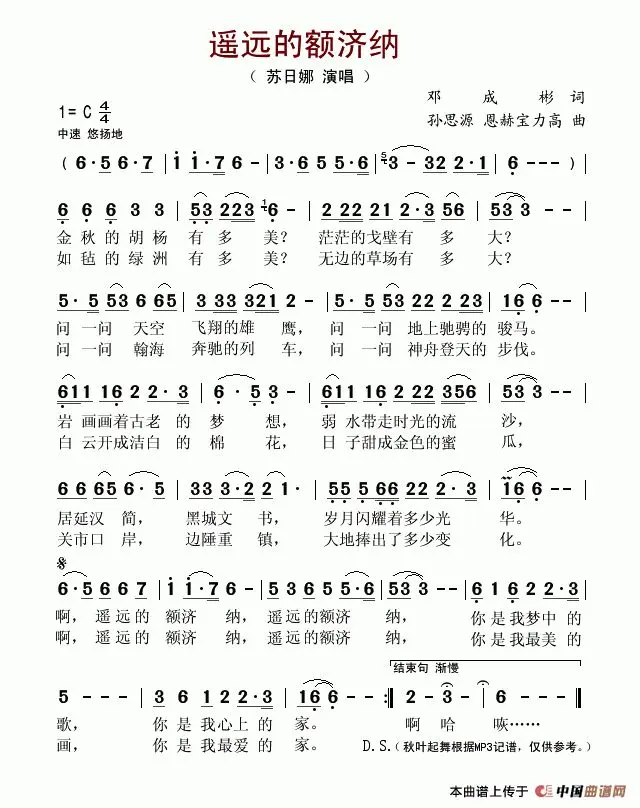 遥远的额济纳
( 苏日娜 演唱 )
1= C 4/4
邓 成 彬 词
中速 悠扬地
孙思源 恩赫宝力高 曲
( 6·5 6·7 | 1 1·7 6 - | 3·6 5 5·6 | 5 3 - 32 2·1 | 6 - - - )
6 6 6 3 3 | 53 223 1 6 - | 2 222 21 2·3 56 | 53 3 - - |
金秋的胡杨 有多 美? 茫茫的戈壁有 多 大?
如毡的绿洲 有多 美? 无边的草场有 多 大?
5· 5 53 6 65 | 3 33 321 2 - | 5· 5 53 222 2 23 | 16 6 - - |
问 一问 天空 飞翔的雄 鹰, 问 一问 地上驰骋的 骏马。
问 一问 瀚海 奔驰的列 车, 问 一问 神舟登天的 步伐。
611 16 2 2·3 | 6 · 5 3 - | 611 16 22 356 | 53 3 - - |
岩 画画着古老 的 梦 想, 弱 水带走时光的流 沙,
白 云开成洁白 的 棉 花, 日 子甜成金色的蜜 瓜,
6 6 65 6· 5 | 33 3·2 2 1· | 55 566 2 2·3 | 16 6 - - |
居延汉 简, 黑城文 书, 岁月闪耀着多少光 华。
关市口 岸, 边陲重 镇, 大地捧出了多少变 化。
6·5 6 6 7 | 1 1·7 6 - | 53 6 5 5·6 | 53 3 - - | 6 1 6 2 2·3 |
啊, 遥远的 额济 纳, 遥远的 额济 纳, 你是我梦中的
啊, 遥远的 额济 纳, 遥远的 额济 纳, 你是我最美的
结束句 渐慢
5 - - - | 3 6 1 2 2·3 | 16 6 - - :‖ 2 - 3 - | 6 - - - ‖
歌, 你 是 我心上的 家。 啊 哈 咴……
画, 你 是 我最爱的 家。 D.S.(秋叶起舞根据MP3记谱,仅供参考。)
本曲谱上传于 中国曲谱网